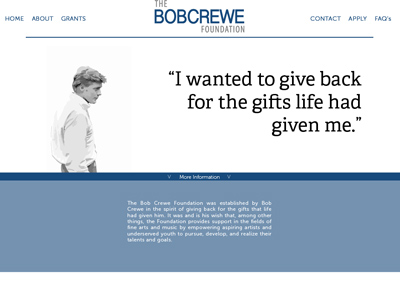 THE
HOME ABOUT GRANTS BOBCREWE CONTACT APPLY FAQ's
FOUNDATION
“I wanted to give back
for the gifts life had
given me.”
More Information
The Bob Crewe Foundation was established by Bob
Crewe in the spirit of giving back for the gifts that life
had given him. It was and is his wish that, among other
things, the Foundation provides support in the fields of
fine arts and music by empowering aspiring artists and
underserved youth to pursue, develop, and realize their
talents and goals.